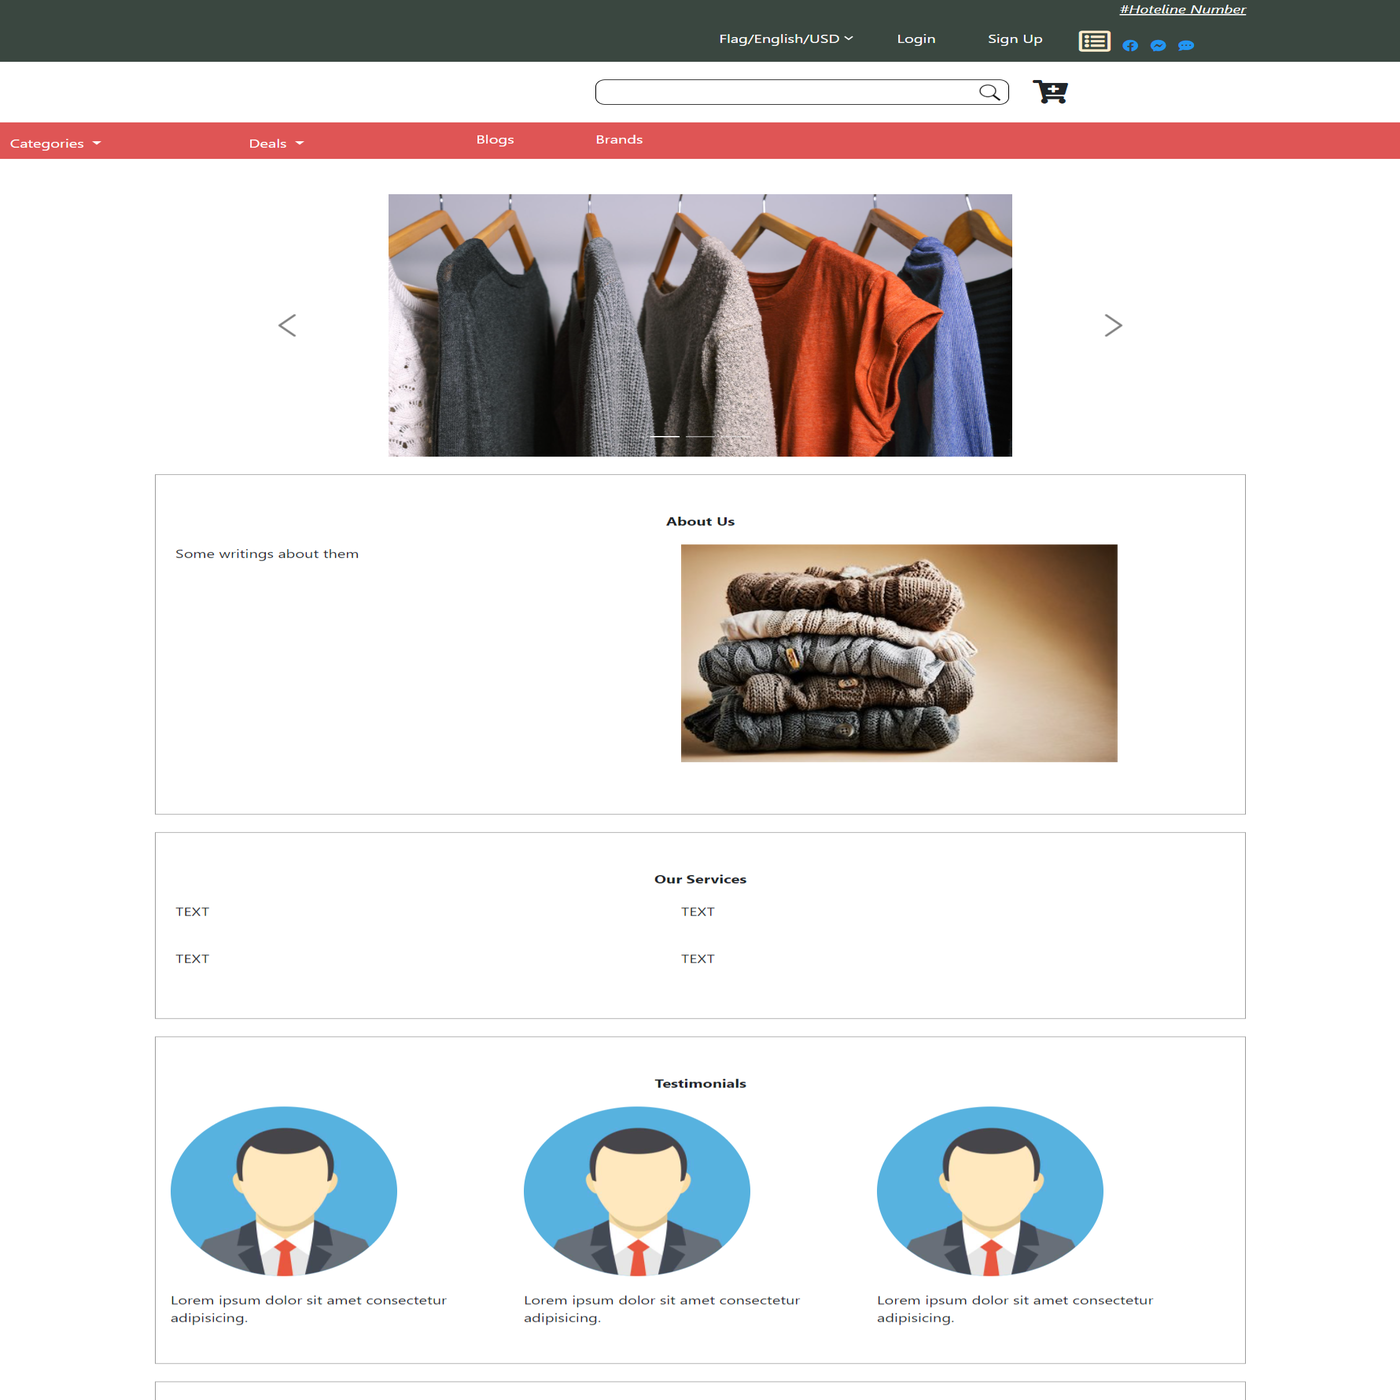 #Hoteline Number
Flag/English/USD Login Sign Up
Categories Deals Blogs Brands
About Us
Some writings about them
Our Services
TEXT TEXT
TEXT TEXT
Testimonials
Lorem ipsum dolor sit amet consectetur
adipisicing.
Lorem ipsum dolor sit amet consectetur
adipisicing.
Lorem ipsum dolor sit amet consectetur
adipisicing.